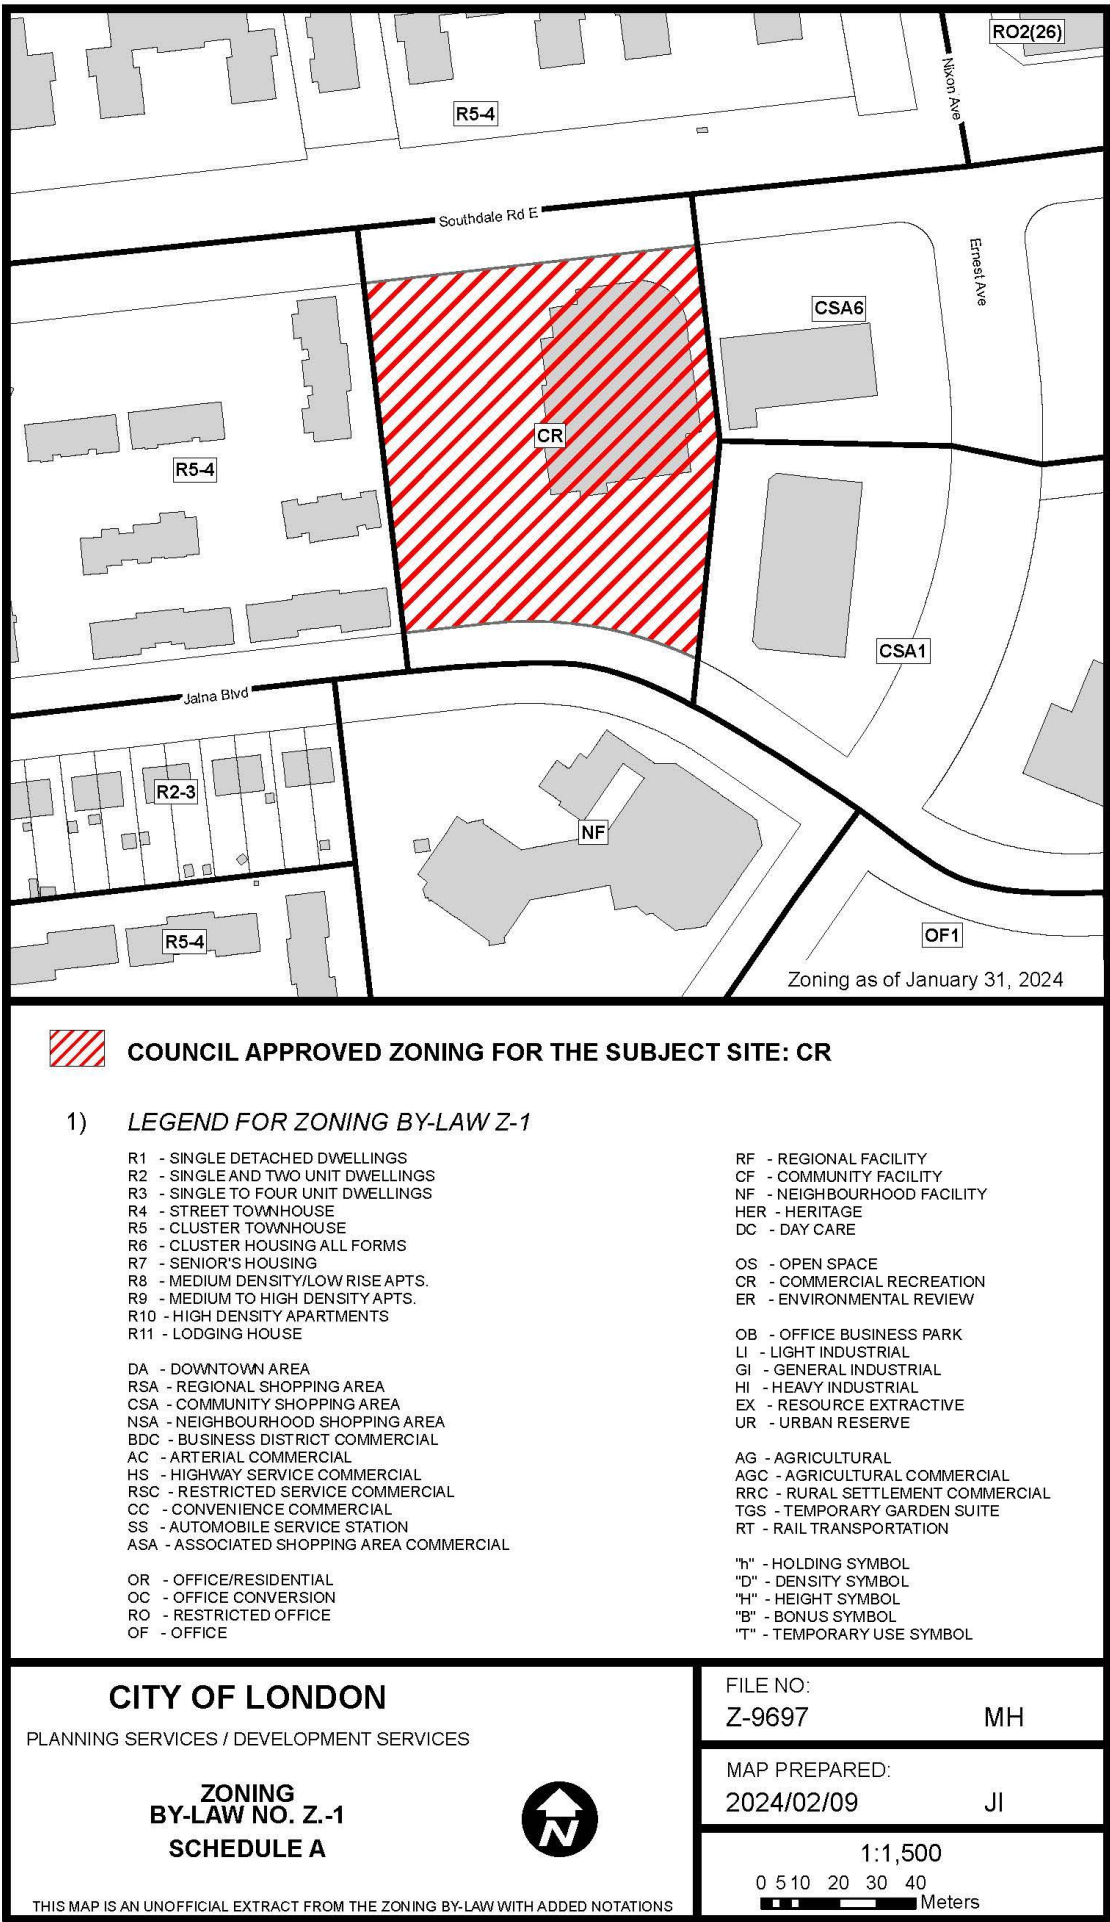 RO2(26)
Nixon Ave
R5-4
Southdale Rd E
Ernest Ave
CSA6
CR
R5-4
CSA1
Jalna Blvd
R2-3
NF
R5-4
OF1
Zoning as of January 31, 2024
COUNCIL APPROVED ZONING FOR THE SUBJECT SITE: CR
1) LEGEND FOR ZONING BY-LAW Z-1
R1 - SINGLE DETACHED DWELLINGS
R2 - SINGLE AND TWO UNIT DWELLINGS
R3 - SINGLE TO FOUR UNIT DWELLINGS
R4 - STREET TOWNHOUSE
R5 - CLUSTER TOWNHOUSE
R6 - CLUSTER HOUSING ALL FORMS
R7 - SENIOR'S HOUSING
R8 - MEDIUM DENSITY/LOW RISE APTS.
R9 - MEDIUM TO HIGH DENSITY APTS.
R10 - HIGH DENSITY APARTMENTS
R11 - LODGING HOUSE
DA - DOWNTOWN AREA
RSA - REGIONAL SHOPPING AREA
CSA - COMMUNITY SHOPPING AREA
NSA - NEIGHBOURHOOD SHOPPING AREA
BDC - BUSINESS DISTRICT COMMERCIAL
AC - ARTERIAL COMMERCIAL
HS - HIGHWAY SERVICE COMMERCIAL
RSC - RESTRICTED SERVICE COMMERCIAL
CC - CONVENIENCE COMMERCIAL
SS - AUTOMOBILE SERVICE STATION
ASA - ASSOCIATED SHOPPING AREA COMMERCIAL
OR - OFFICE/RESIDENTIAL
OC - OFFICE CONVERSION
RO - RESTRICTED OFFICE
OF - OFFICE
RF - REGIONAL FACILITY
CF - COMMUNITY FACILITY
NF - NEIGHBOURHOOD FACILITY
HER - HERITAGE
DC - DAY CARE
OS - OPEN SPACE
CR - COMMERCIAL RECREATION
ER - ENVIRONMENTAL REVIEW
OB - OFFICE BUSINESS PARK
LI - LIGHT INDUSTRIAL
GI - GENERAL INDUSTRIAL
HI - HEAVY INDUSTRIAL
EX - RESOURCE EXTRACTIVE
UR - URBAN RESERVE
AG - AGRICULTURAL
AGC - AGRICULTURAL COMMERCIAL
RRC - RURAL SETTLEMENT COMMERCIAL
TGS - TEMPORARY GARDEN SUITE
RT - RAIL TRANSPORTATION
"h" - HOLDING SYMBOL
"D" - DENSITY SYMBOL
"H" - HEIGHT SYMBOL
"B" - BONUS SYMBOL
"T" - TEMPORARY USE SYMBOL
CITY OF LONDON
PLANNING SERVICES / DEVELOPMENT SERVICES
ZONING
BY-LAW NO. Z.-1
SCHEDULE A
N
THIS MAP IS AN UNOFFICIAL EXTRACT FROM THE ZONING BY-LAW WITH ADDED NOTATIONS
FILE NO:
Z-9697 MH
MAP PREPARED:
2024/02/09 JI
1:1,500
0 5 10 20 30 40
Meters